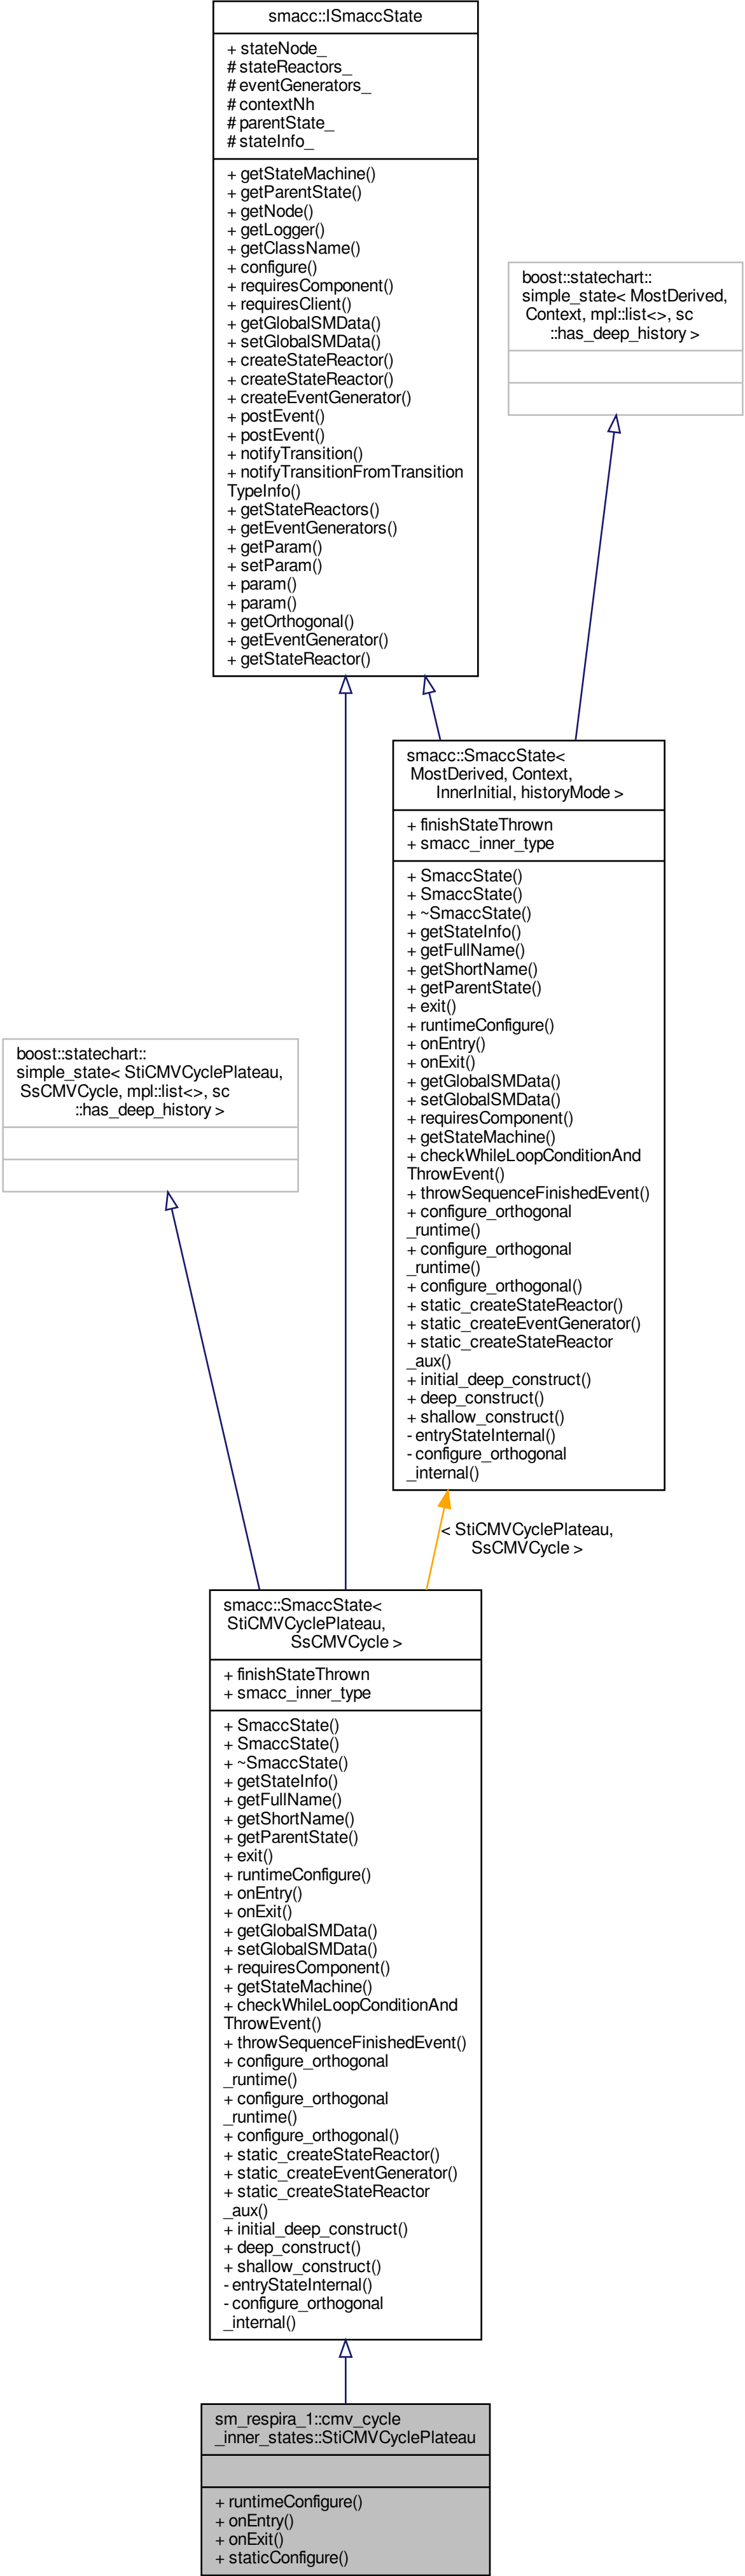 smacc::ISmaccState
+ stateNode_
# stateReactors_
# eventGenerators_
# contextNh
# parentState_
# stateInfo_
+ getStateMachine()
+ getParentState()
+ getNode()
+ getLogger()
+ getClassName()
+ configure()
+ requiresComponent()
+ requiresClient()
+ getGlobalSMData()
+ setGlobalSMData()
+ createStateReactor()
+ createStateReactor()
+ createEventGenerator()
+ postEvent()
+ postEvent()
+ notifyTransition()
+ notifyTransitionFromTransition
TypeInfo()
+ getStateReactors()
+ getEventGenerators()
+ getParam()
+ setParam()
+ param()
+ param()
+ getOrthogonal()
+ getEventGenerator()
+ getStateReactor()
boost::statechart::
simple_state< MostDerived,
Context, mpl::list<>, sc
::has_deep_history >
smacc::SmaccState<
MostDerived, Context,
InnerInitial, historyMode >
+ finishStateThrown
+ smacc_inner_type
+ SmaccState()
+ SmaccState()
+ ~SmaccState()
+ getStateInfo()
+ getFullName()
+ getShortName()
+ getParentState()
+ exit()
+ runtimeConfigure()
+ onEntry()
+ onExit()
+ getGlobalSMData()
+ setGlobalSMData()
+ requiresComponent()
+ getStateMachine()
+ checkWhileLoopConditionAnd
ThrowEvent()
+ throwSequenceFinishedEvent()
+ configure_orthogonal
_runtime()
+ configure_orthogonal
_runtime()
+ configure_orthogonal()
+ static_createStateReactor()
+ static_createEventGenerator()
+ static_createStateReactor
_aux()
+ initial_deep_construct()
+ deep_construct()
+ shallow_construct()
- entryStateInternal()
- configure_orthogonal
_internal()
boost::statechart::
simple_state< StiCMVCyclePlateau,
SsCMVCycle, mpl::list<>, sc
::has_deep_history >
< StiCMVCyclePlateau,
SsCMVCycle >
smacc::SmaccState<
StiCMVCyclePlateau,
SsCMVCycle >
+ finishStateThrown
+ smacc_inner_type
+ SmaccState()
+ SmaccState()
+ ~SmaccState()
+ getStateInfo()
+ getFullName()
+ getShortName()
+ getParentState()
+ exit()
+ runtimeConfigure()
+ onEntry()
+ onExit()
+ getGlobalSMData()
+ setGlobalSMData()
+ requiresComponent()
+ getStateMachine()
+ checkWhileLoopConditionAnd
ThrowEvent()
+ throwSequenceFinishedEvent()
+ configure_orthogonal
_runtime()
+ configure_orthogonal
_runtime()
+ configure_orthogonal()
+ static_createStateReactor()
+ static_createEventGenerator()
+ static_createStateReactor
_aux()
+ initial_deep_construct()
+ deep_construct()
+ shallow_construct()
- entryStateInternal()
- configure_orthogonal
_internal()
sm_respira_1::cmv_cycle
_inner_states::StiCMVCyclePlateau
+ runtimeConfigure()
+ onEntry()
+ onExit()
+ staticConfigure()